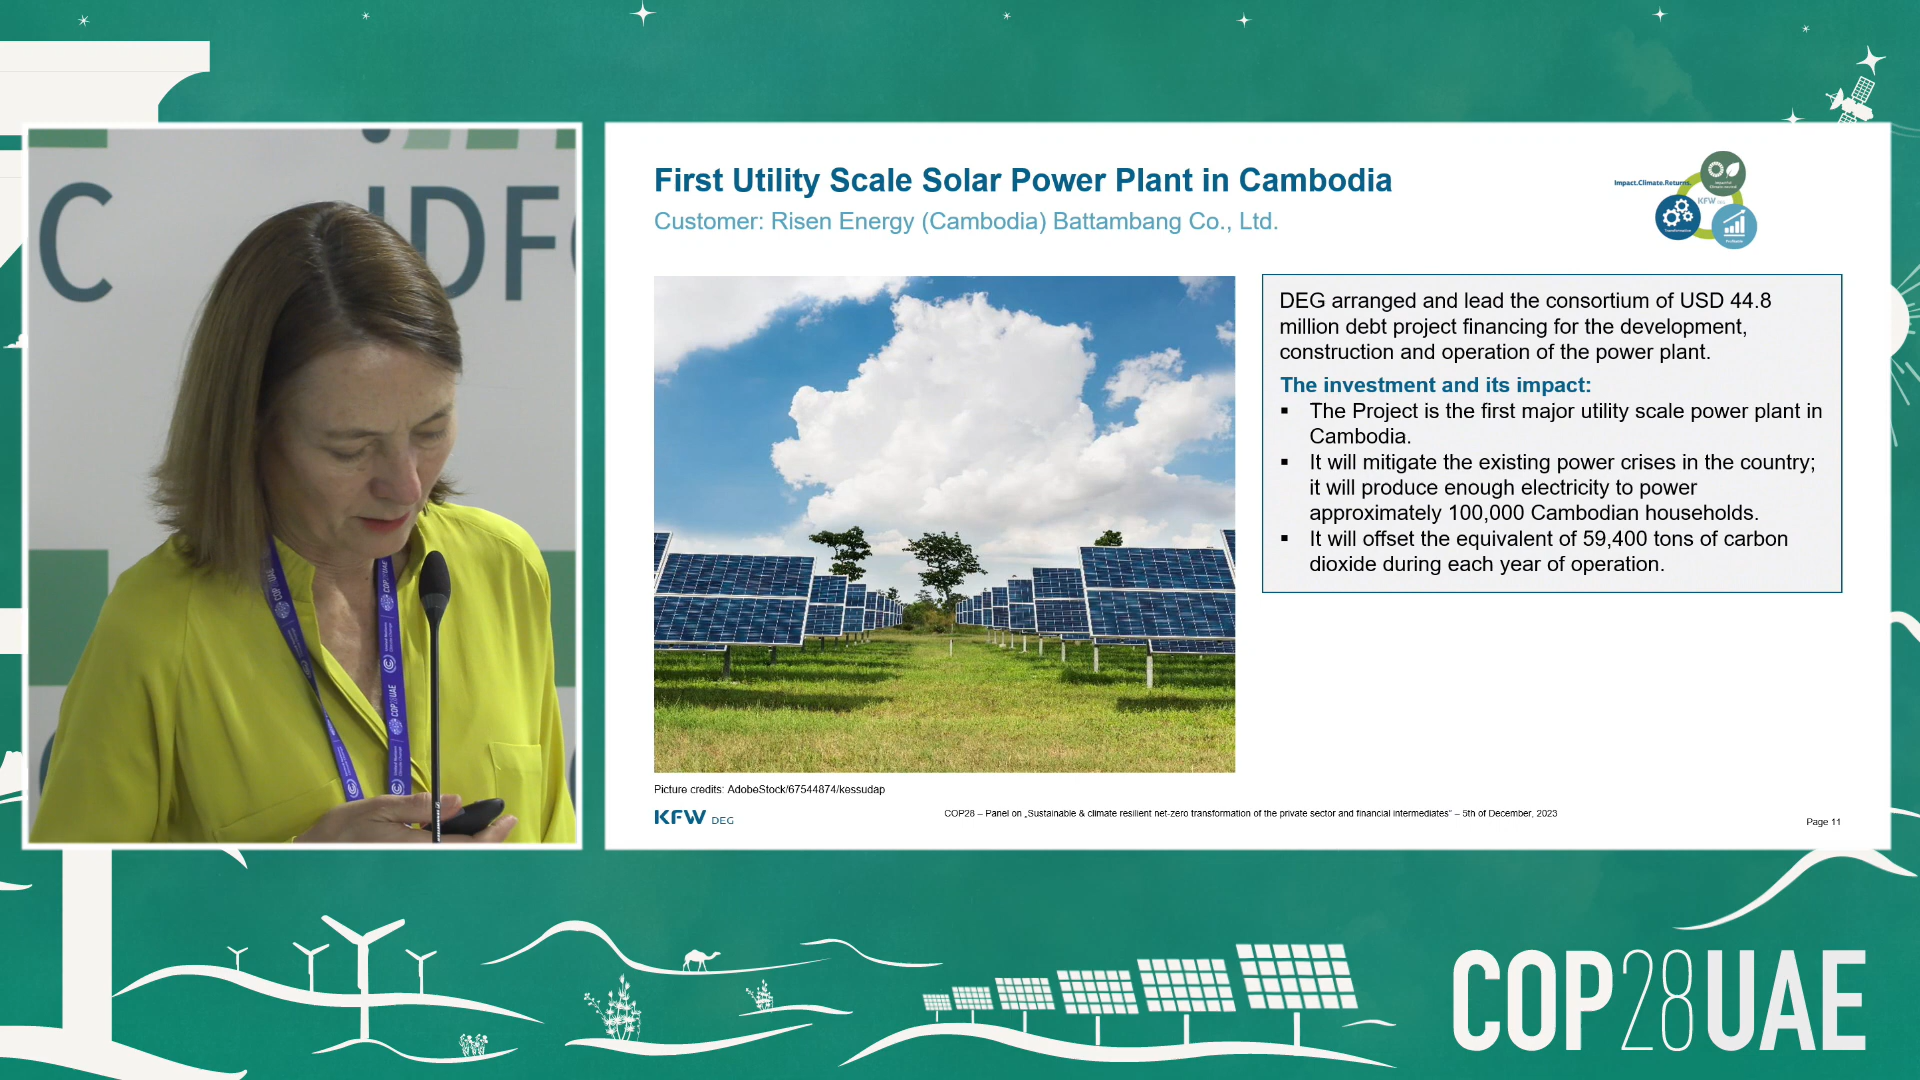 C IDF
COP28UAE
COP28UAE
First Utility Scale Solar Power Plant in Cambodia
Customer: Risen Energy (Cambodia) Battambang Co., Ltd.
Impact.Climate.Returns.
KFW DEG
DEG arranged and lead the consortium of USD 44.8
million debt project financing for the development,
construction and operation of the power plant.
The investment and its impact:
▪ The Project is the first major utility scale power plant in
Cambodia.
▪ It will mitigate the existing power crises in the country;
it will produce enough electricity to power
approximately 100,000 Cambodian households.
▪ It will offset the equivalent of 59,400 tons of carbon
dioxide during each year of operation.
Picture credits: AdobeStock/67544874/kessudap
KFW DEG
COP28 – Panel on „Sustainable & climate resilient net-zero transformation of the private sector and financial intermediates“ – 5th of December, 2023
Page 11
COP28UAE